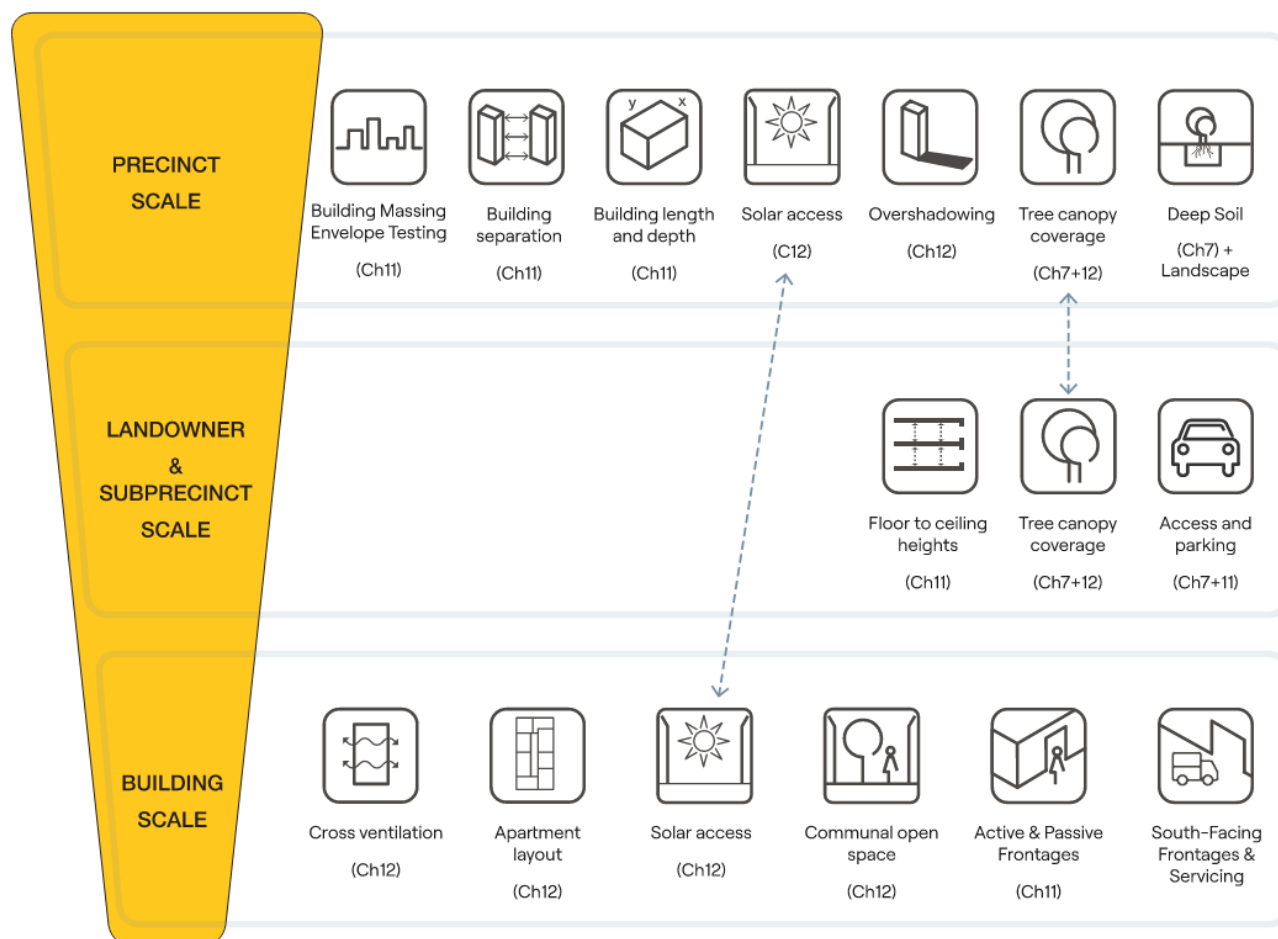 PRECINCT
SCALE
y
x
Building Massing
Envelope Testing
(Ch11)
Building
separation
(Ch11)
Building length
and depth
(Ch11)
Solar access
(C12)
Overshadowing
(Ch12)
Tree canopy
coverage
(Ch7+12)
Deep Soil
(Ch7) +
Landscape
LANDOWNER
&
SUBPRECINCT
SCALE
Floor to ceiling
heights
(Ch11)
Tree canopy
coverage
(Ch7+12)
Access and
parking
(Ch7+11)
BUILDING
SCALE
Cross ventilation
(Ch12)
Apartment
layout
(Ch12)
Solar access
(Ch12)
Communal open
space
(Ch12)
Active & Passive
Frontages
(Ch11)
South-Facing
Frontages &
Servicing